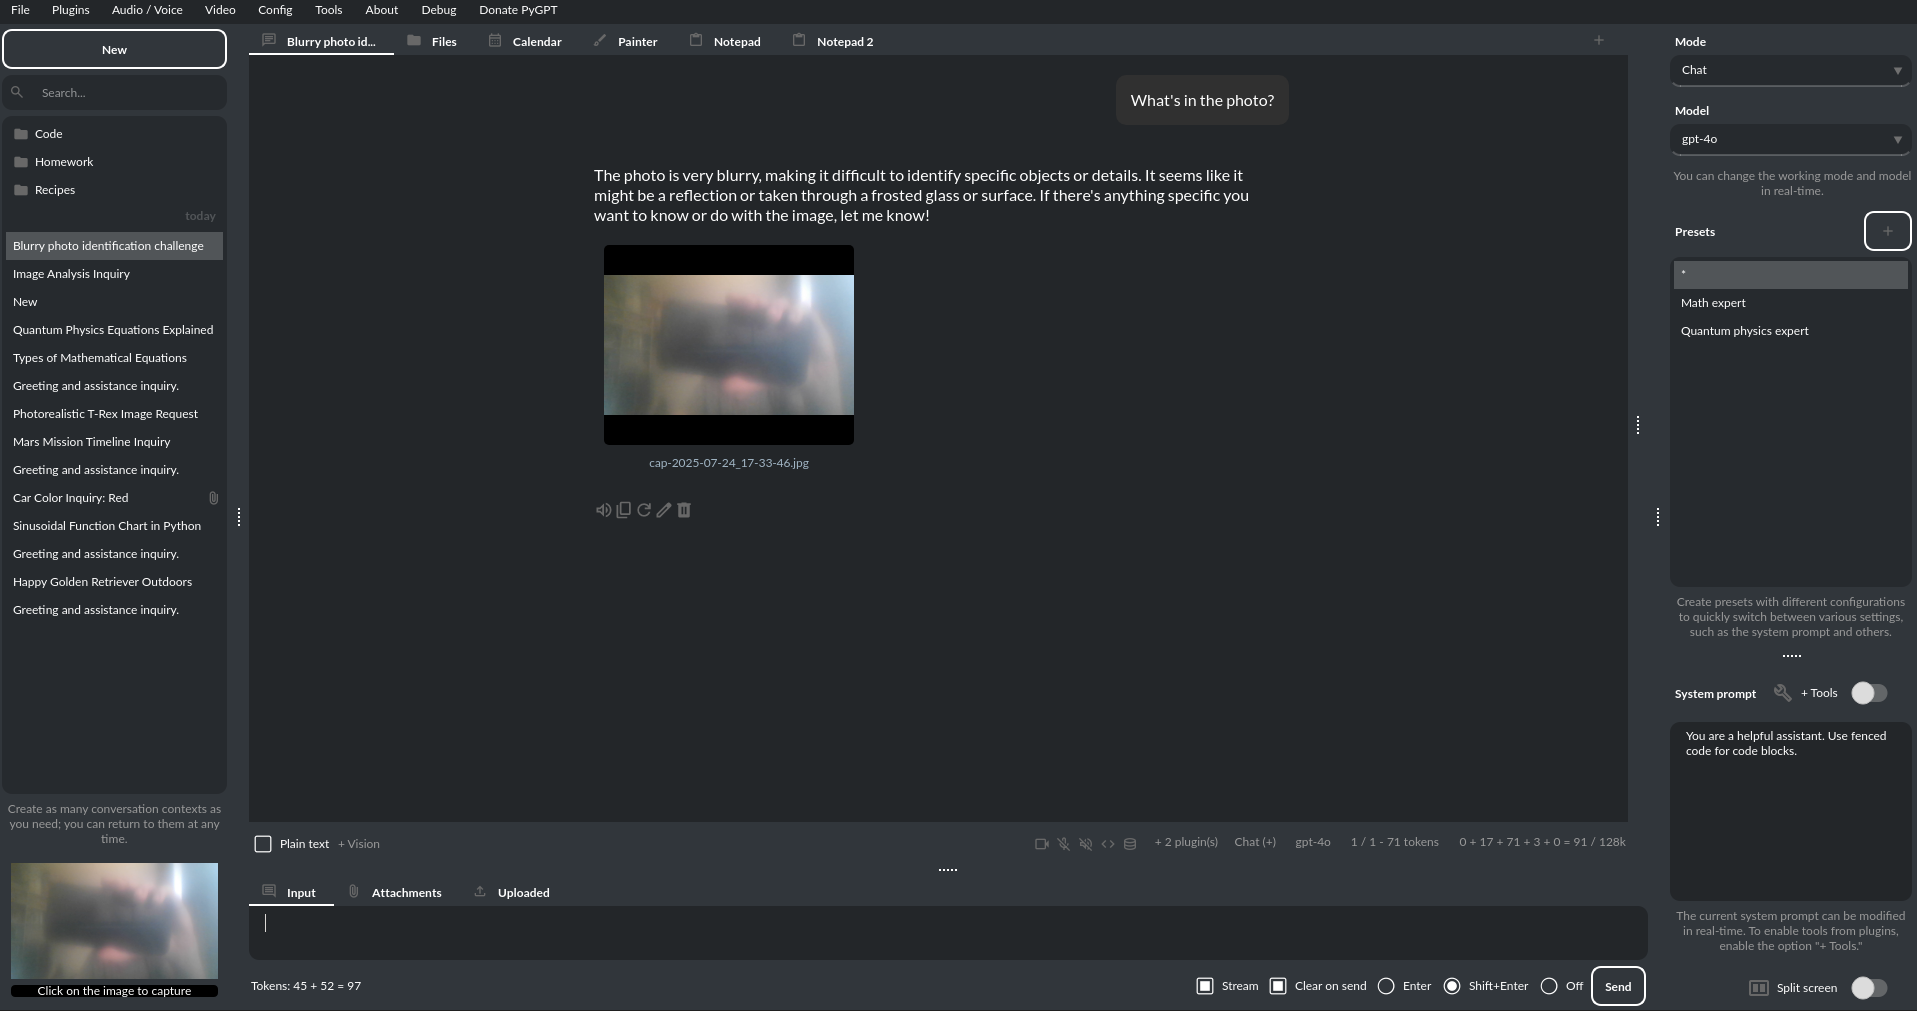 File Plugins Audio / Voice Video Config Tools About Debug Donate PyGPT
New
Search...
Code
Homework
Recipes
today
Blurry photo identification challenge
Image Analysis Inquiry
New
Quantum Physics Equations Explained
Types of Mathematical Equations
Greeting and assistance inquiry.
Photorealistic T-Rex Image Request
Mars Mission Timeline Inquiry
Greeting and assistance inquiry.
Car Color Inquiry: Red
Sinusoidal Function Chart in Python
Greeting and assistance inquiry.
Happy Golden Retriever Outdoors
Greeting and assistance inquiry.
Create as many conversation contexts as
you need; you can return to them at any
time.
Click on the image to capture
Blurry photo id... Files Calendar Painter Notepad Notepad 2 +
What's in the photo?
The photo is very blurry, making it difficult to identify specific objects or details. It seems like it
might be a reflection or taken through a frosted glass or surface. If there's anything specific you
want to know or do with the image, let me know!
cap-2025-07-24_17-33-46.jpg
Plain text + Vision + 2 plugin(s) Chat (+) gpt-4o 1 / 1 - 71 tokens 0 + 17 + 71 + 3 + 0 = 91 / 128k
Input Attachments Uploaded
Tokens: 45 + 52 = 97 Stream Clear on send Enter Shift+Enter Off Send
Mode
Chat
Model
gpt-4o
You can change the working mode and model
in real-time.
Presets +
*
Math expert
Quantum physics expert
Create presets with different configurations
to quickly switch between various settings,
such as the system prompt and others.
System prompt + Tools
You are a helpful assistant. Use fenced
code for code blocks.
The current system prompt can be modified
in real-time. To enable tools from plugins,
enable the option "+ Tools."
Split screen